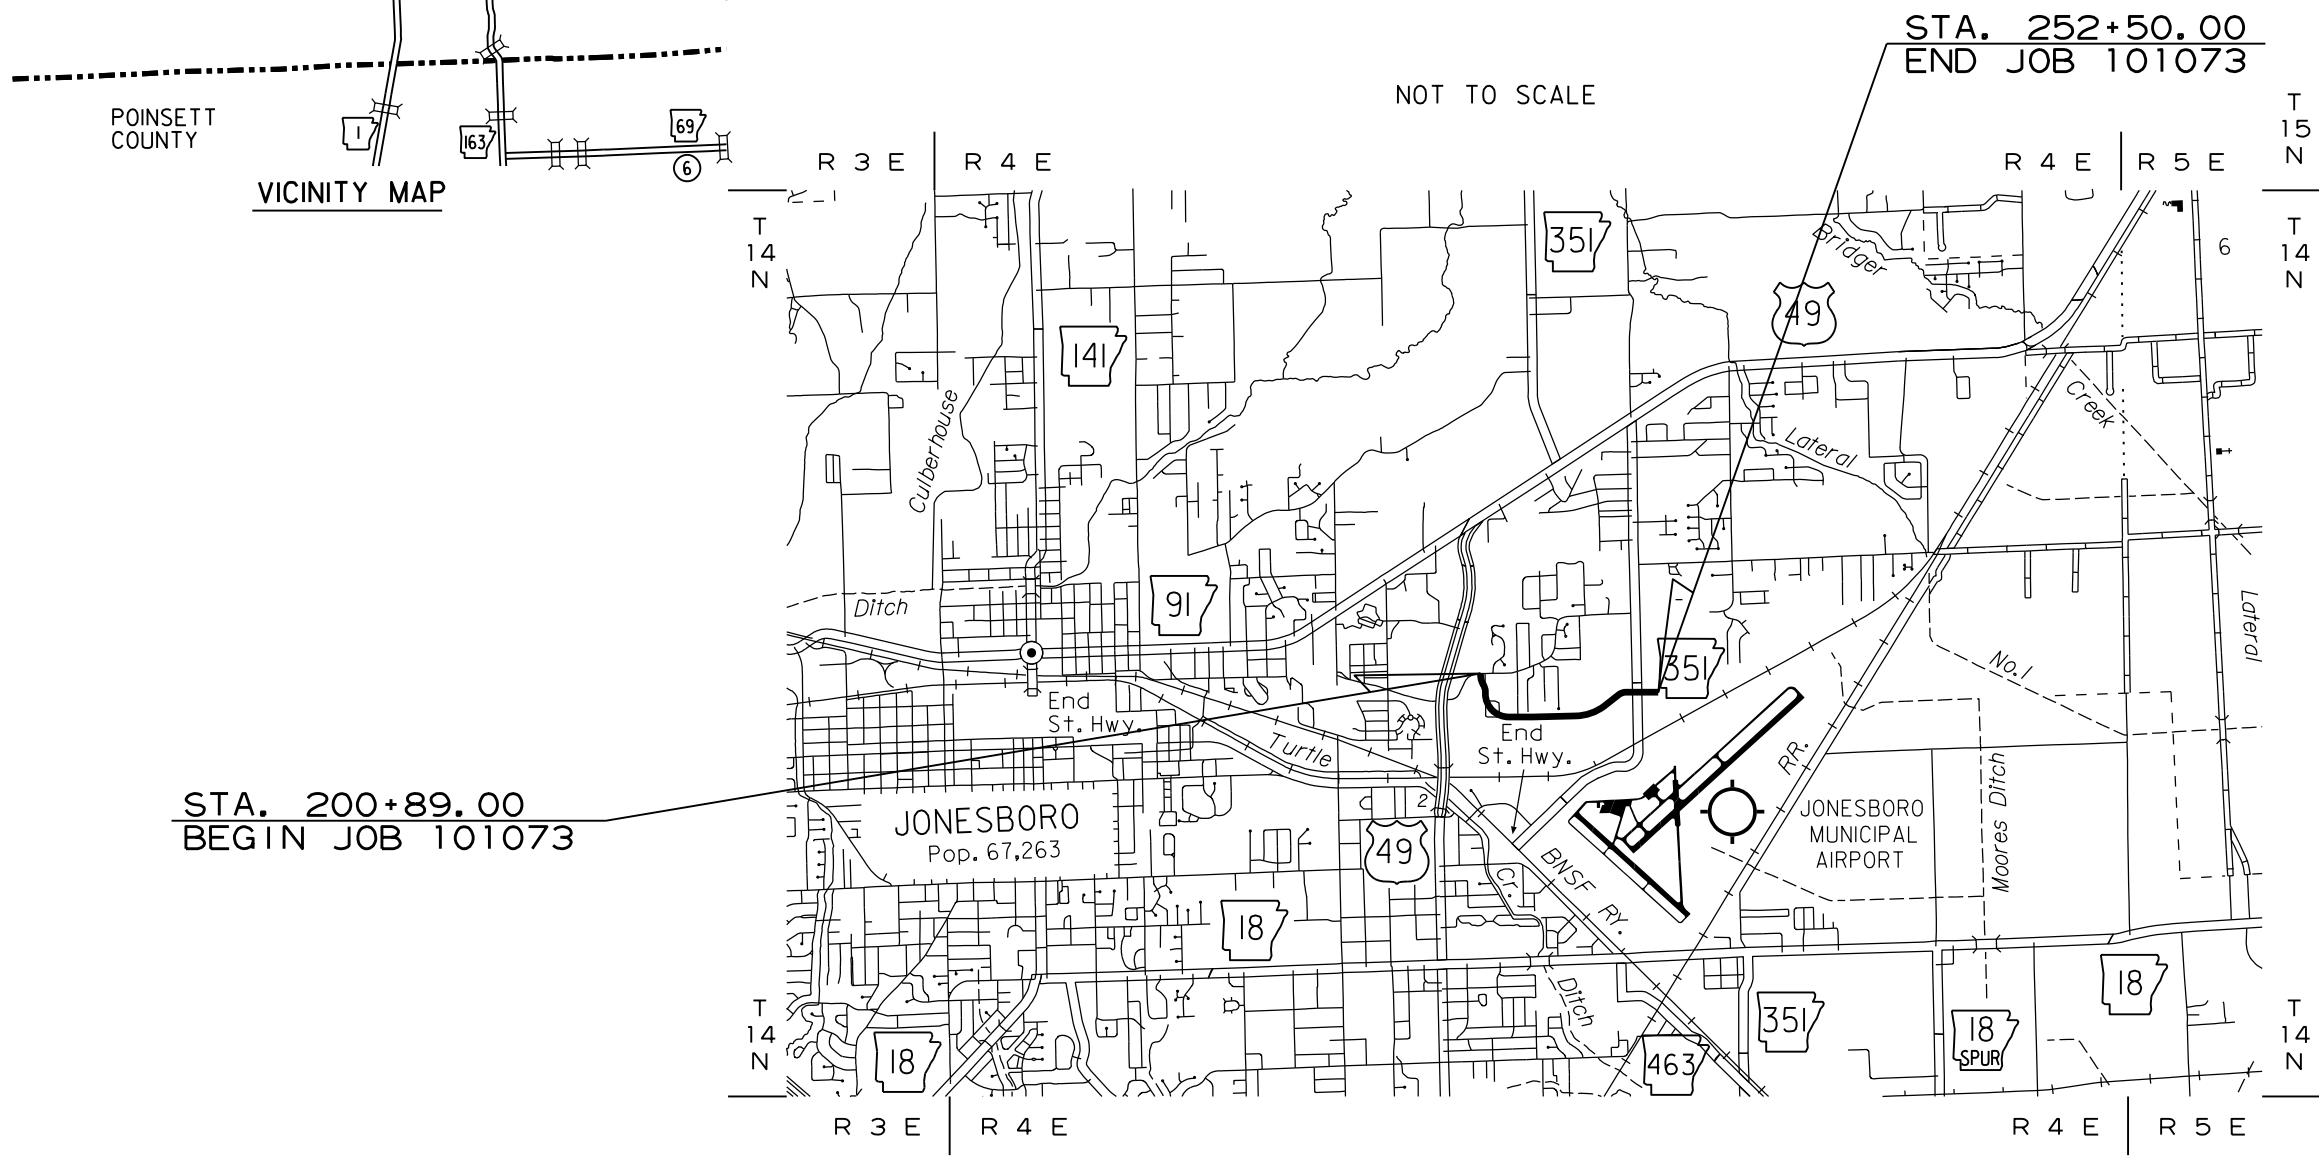 STA. 252+50.00
END JOB 101073
NOT TO SCALE
POINSETT
COUNTY
1
163
69
6
VICINITY MAP
R 3 E
R 4 E
R 4 E
R 5 E
T
15
N
T
14
N
T
14
N
351
Bridger
6
49
141
Creek
Culberhouse
Lateral
Ditch
91
Lateral
No.1
351
End
St. Hwy.
Turtle
End
St. Hwy.
RR.
STA. 200+89.00
BEGIN JOB 101073
JONESBORO
Pop. 67,263
2
49
JONESBORO
MUNICIPAL
AIRPORT
Moores Ditch
BNSF RY.
Cr.
18
Ditch
18
351
18
SPUR
18
463
T
14
N
T
14
N
R 3 E
R 4 E
R 4 E
R 5 E